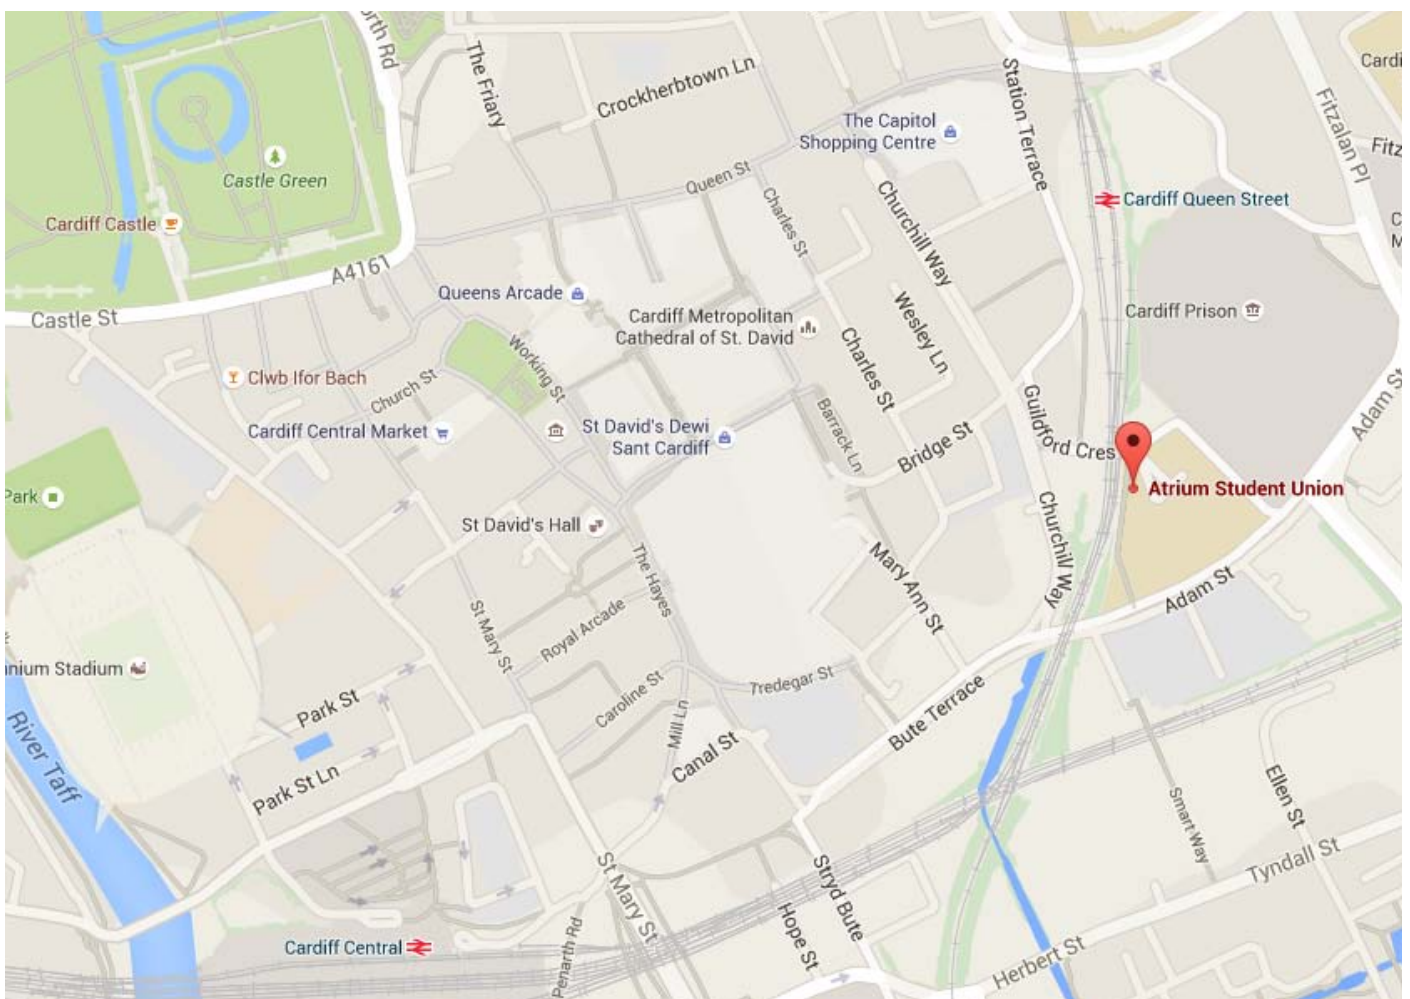 orth Rd
The Friary
Crockherbtown Ln
Station Terrace
Cardi
Fitzalan Pl
The Capitol
Shopping Centre
Fitz
Castle Green
Queen St
Charles St
Churchill Way
Cardiff Queen Street
Cardiff Castle
C
M
A4161
Queens Arcade
Castle St
Cardiff Metropolitan
Cathedral of St. David
Wesley Ln
Cardiff Prison
Working St
Charles St
Clwb Ifor Bach
Church St
Guildford Cres
Adam St
Cardiff Central Market
St David's Dewi
Sant Cardiff
Barrack Ln
Bridge St
Park
Atrium Student Union
St David's Hall
Churchill Way
The Hayes
Mary Ann St
Adam St
St Mary St
Royal Arcade
nnium Stadium
Tredegar St
Caroline St
Park St
Mill Ln
Bute Terrace
River Taff
Canal St
Park St Ln
Smart Way
Ellen St
Tyndall St
St Mary St
Stryd Bute
Hope St
Cardiff Central
Penarth Rd
Herbert St